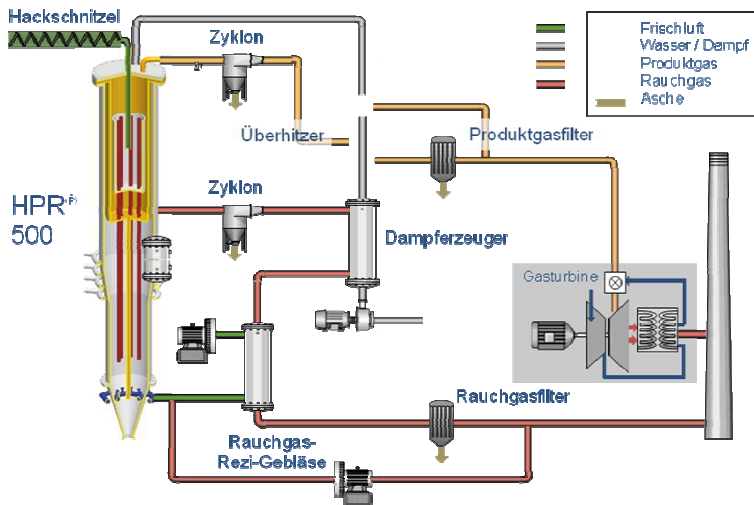 Hackschnitzel
Zyklon
Frischluft
Wasser / Dampf
Produktgas
Rauchgas
Asche
Überhitzer
Produktgasfilter
Zyklon
HPR
500
Dampferzeuger
Gasturbine
Rauchgasfilter
Rauchgas-
Rezi-Gebläse